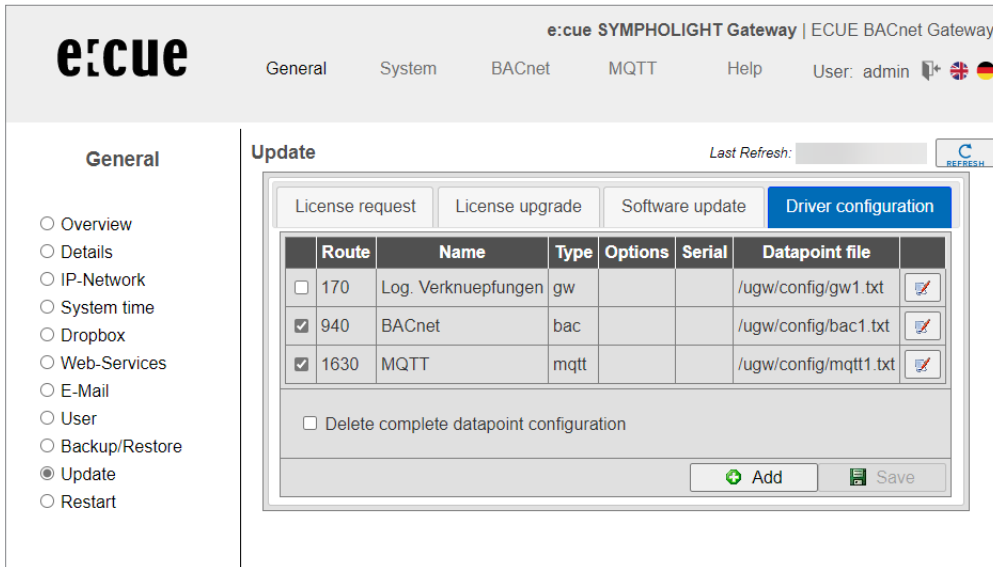 e:cue SYMPHOLIGHT Gateway | ECUE BACnet Gateway
e:cue
General System BACnet MQTT Help User: admin
General
Update
Last Refresh:
REFRESH
License request License upgrade Software update Driver configuration
Route Name Type Options Serial Datapoint file
170 Log. Verknuepfungen gw /ugw/config/gw1.txt
940 BACnet bac /ugw/config/bac1.txt
1630 MQTT mqtt /ugw/config/mqtt1.txt
Delete complete datapoint configuration
Add Save
Overview
Details
IP-Network
System time
Dropbox
Web-Services
E-Mail
User
Backup/Restore
Update
Restart